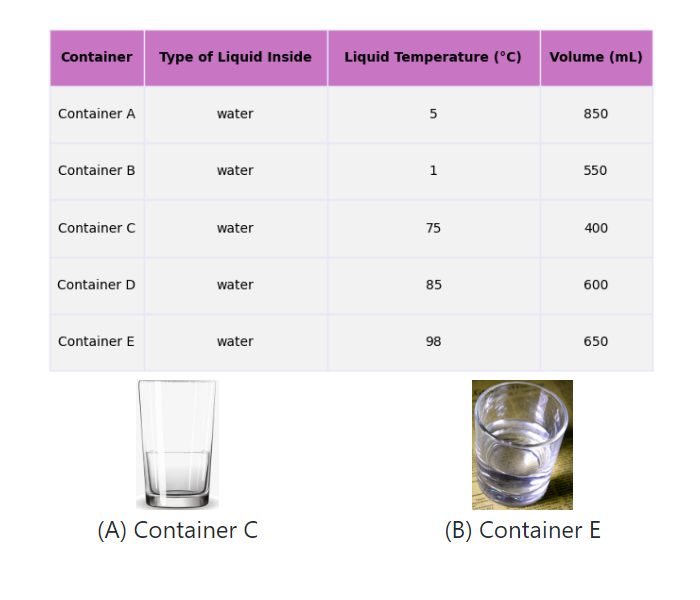 Container Type of Liquid Inside Liquid Temperature (°C) Volume (mL)
Container A water 5 850
Container B water 1 550
Container C water 75 400
Container D water 85 600
Container E water 98 650
(A) Container C (B) Container E